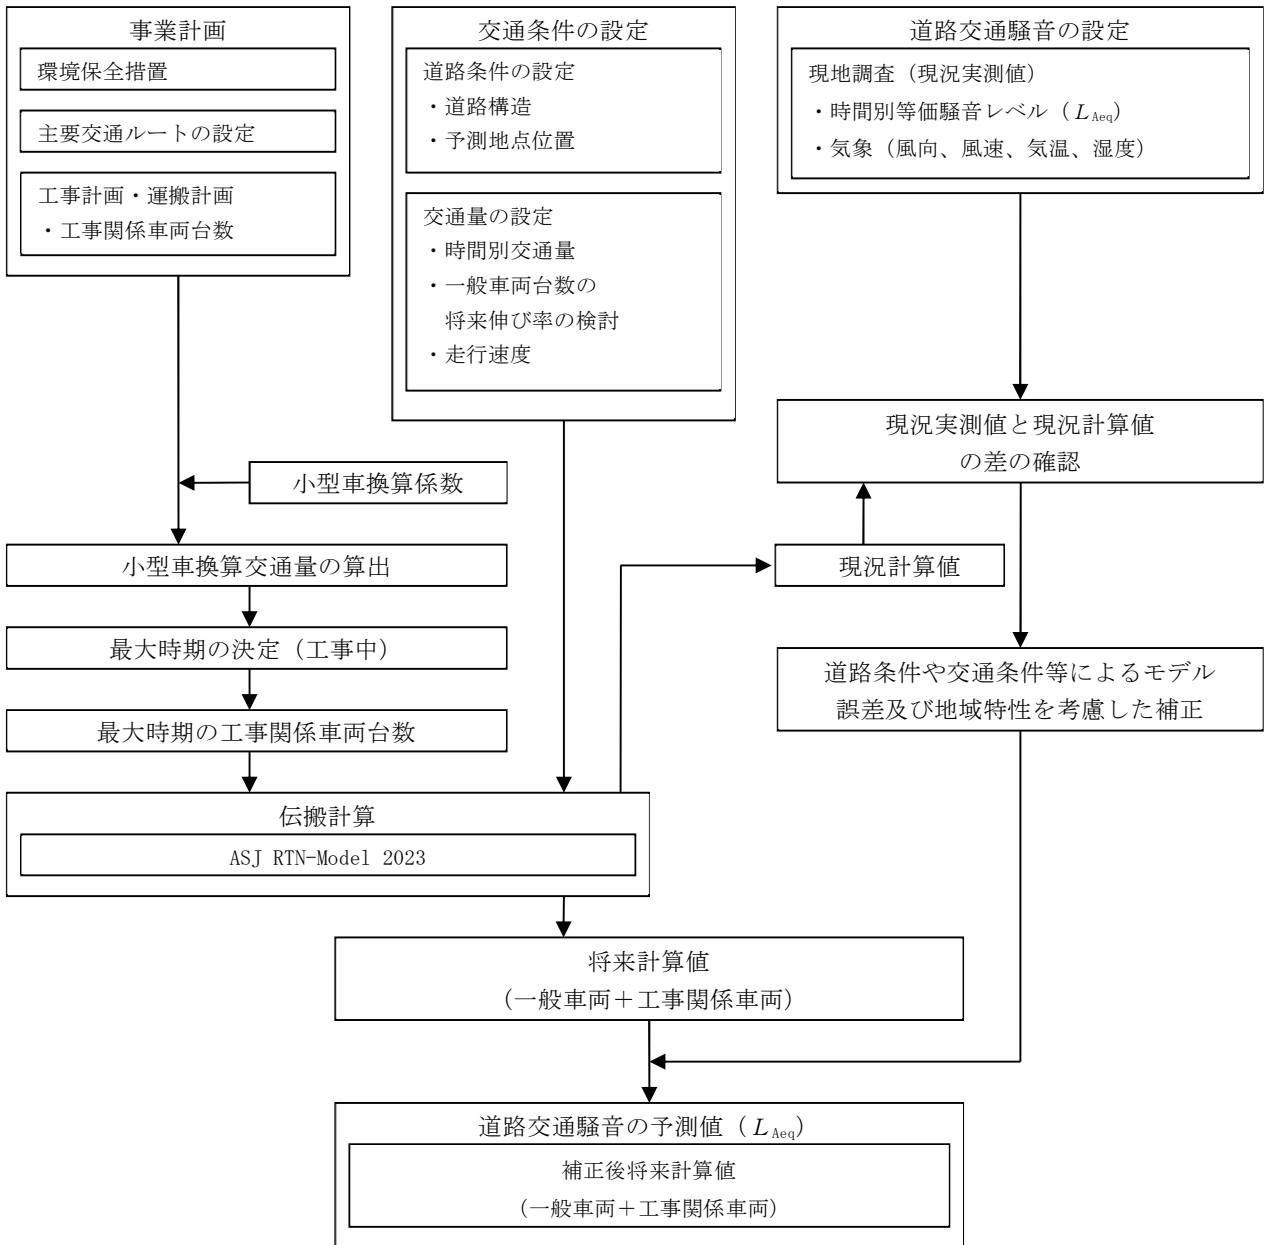 事業計画
環境保全措置
主要交通ルートの設定
工事計画・運搬計画
・工事関係車両台数
交通条件の設定
道路条件の設定
・道路構造
・予測地点位置
交通量の設定
・時間別交通量
・一般車両台数の
将来伸び率の検討
・走行速度
道路交通騒音の設定
現地調査（現況実測値）
・時間別等価騒音レベル（LAeq）
・気象（風向、風速、気温、湿度）
現況実測値と現況計算値
の差の確認
小型車換算係数
小型車換算交通量の算出
現況計算値
最大時期の決定（工事中）
道路条件や交通条件等によるモデル
誤差及び地域特性を考慮した補正
最大時期の工事関係車両台数
伝搬計算
ASJ RTN-Model 2023
将来計算値
（一般車両＋工事関係車両）
道路交通騒音の予測値（LAeq）
補正後将来計算値
（一般車両＋工事関係車両）